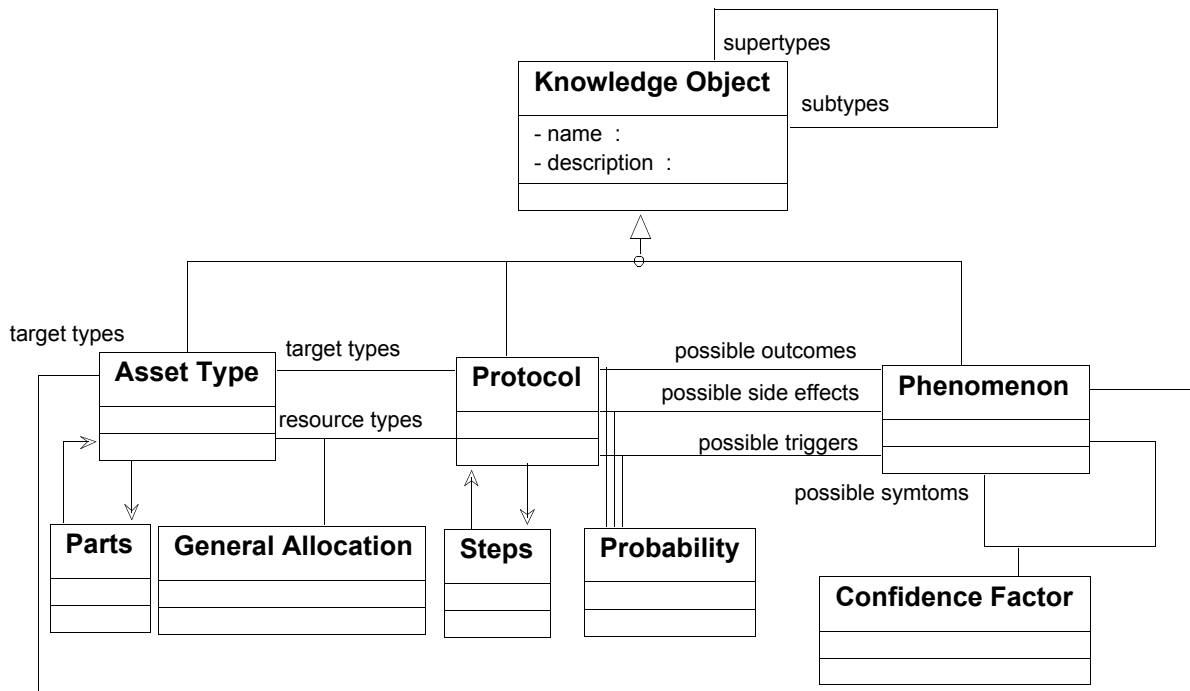 supertypes
Knowledge Object
subtypes
- name :
- description :
target types
target types
possible outcomes
Asset Type
Protocol
Phenomenon
possible side effects
resource types
possible triggers
possible symtoms
Parts
General Allocation
Steps
Probability
Confidence Factor